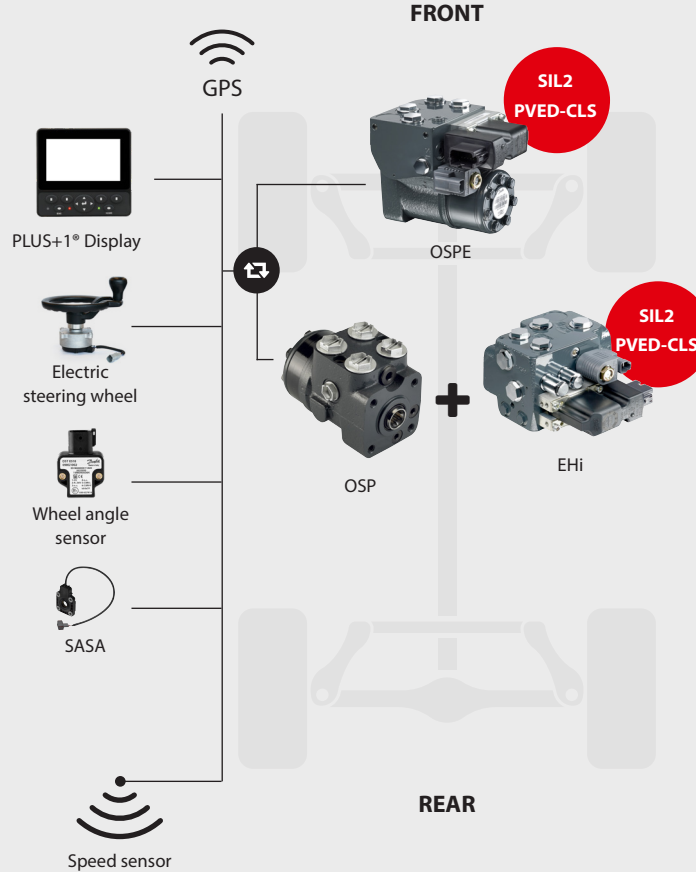 FRONT
GPS
SIL2
PVED-CLS
PLUS+1® Display
OSPE
Electric
steering wheel
SIL2
PVED-CLS
OSP
EHi
Wheel angle
sensor
SASA
REAR
Speed sensor